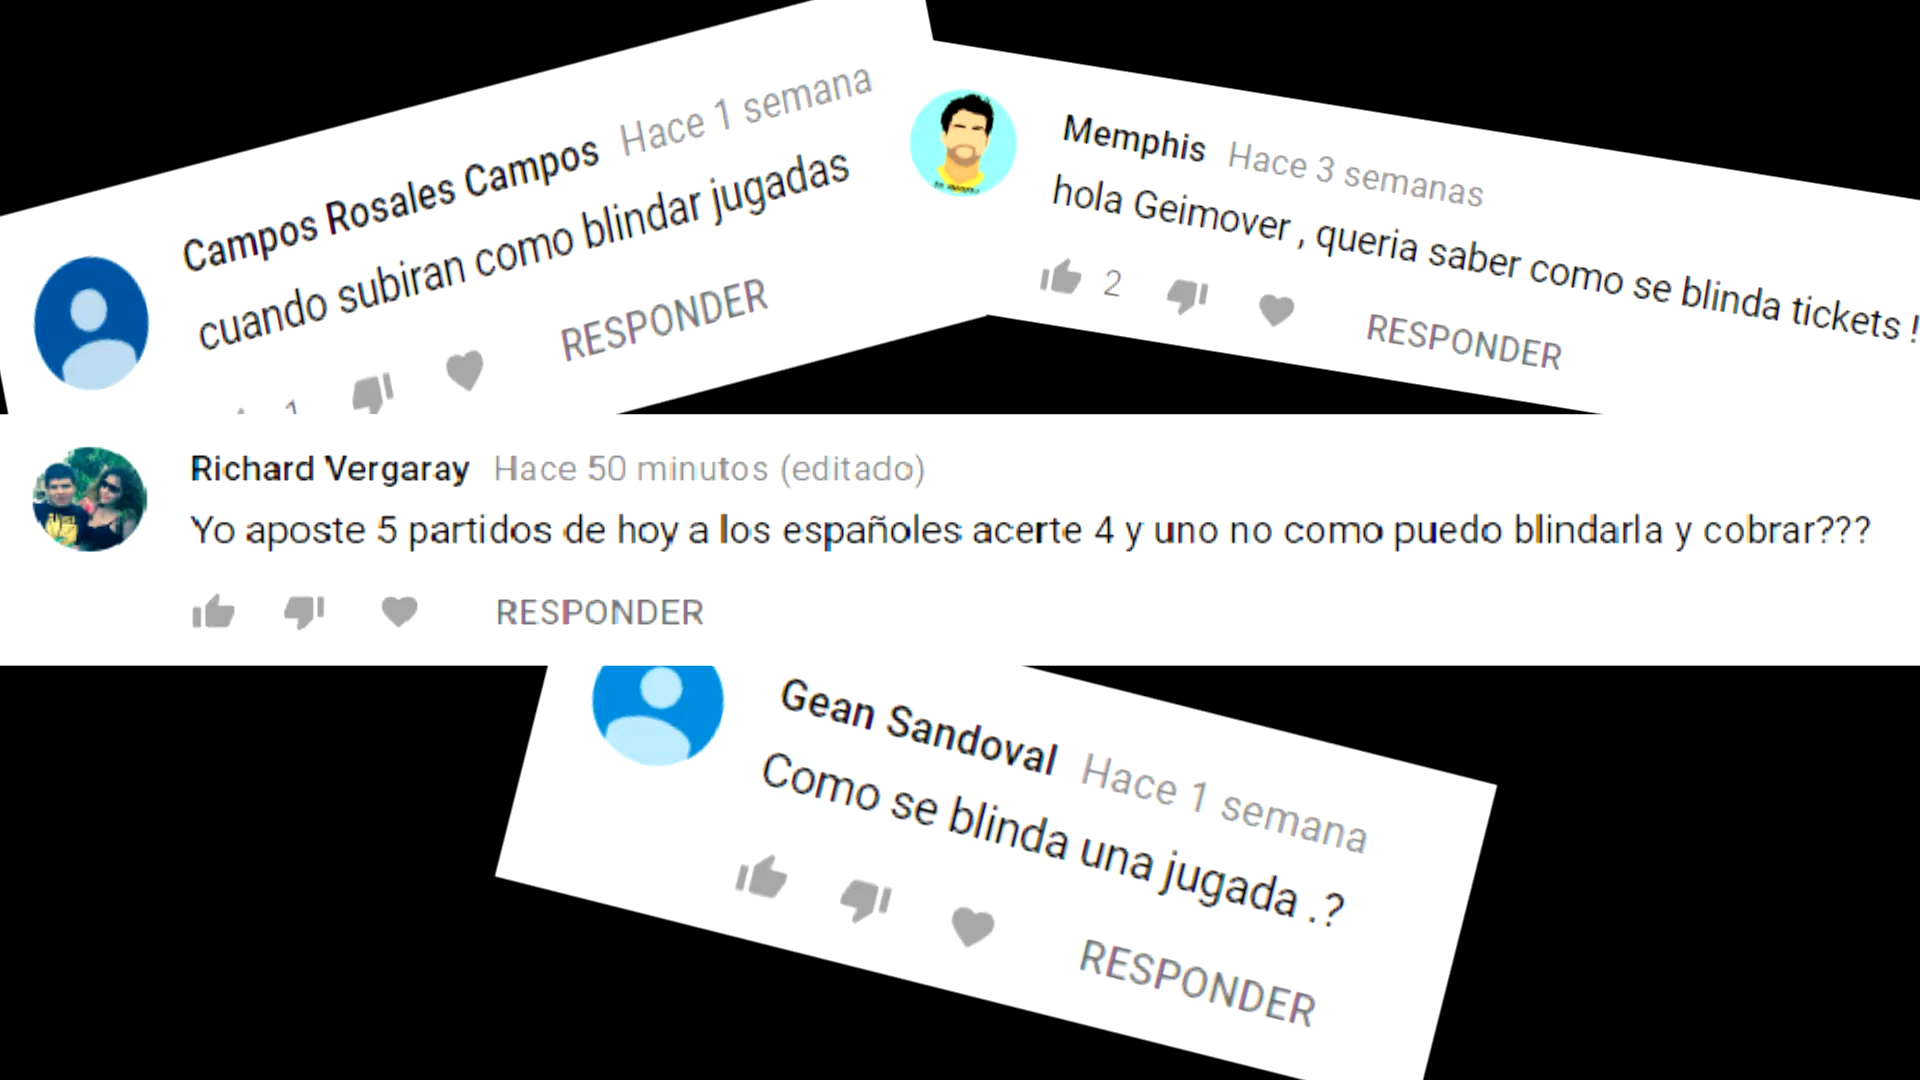 Campos Rosales Campos Hace 1 semana
cuando subiran como blindar jugadas
1 RESPONDER
Memphis Hace 3 semanas
hola Geimover , queria saber como se blinda tickets !
2 RESPONDER
Richard Vergaray Hace 50 minutos (editado)
Yo aposte 5 partidos de hoy a los españoles acerte 4 y uno no como puedo blindarla y cobrar???
RESPONDER
Gean Sandoval Hace 1 semana
Como se blinda una jugada .?
RESPONDER